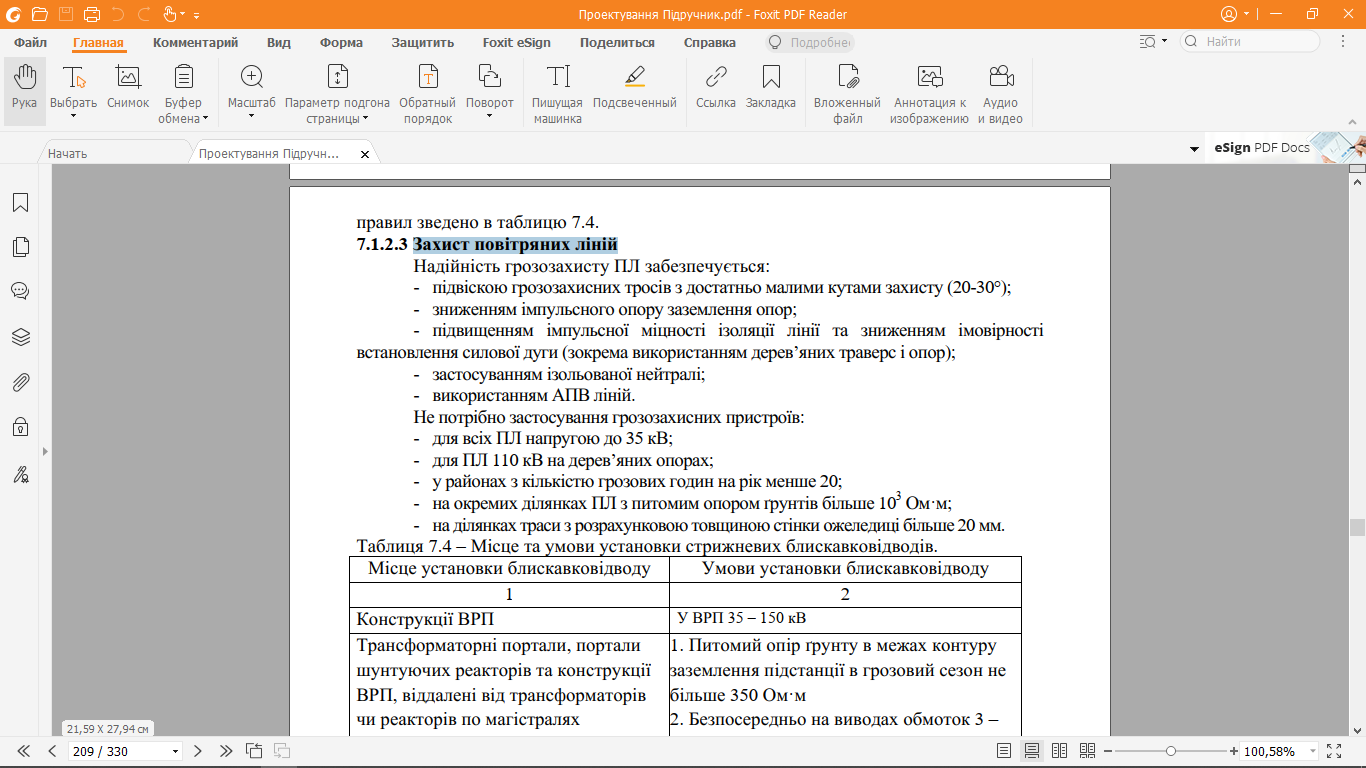 Проектування Підручник.pdf - Foxit PDF Reader
Файл Главная Комментарий Вид Форма Защитить Foxit eSign Поделиться Справка Подробнее Найти
Рука Выбрать Снимок Буфер обмена Масштаб Параметр подгона страницы Обратный порядок Поворот Пишущая машинка Подсвеченный Ссылка Закладка Вложенный файл Аннотация к изображению Аудио и видео
Начать Проектування Підручн... eSign PDF Docs
правил зведено в таблицю 7.4.
7.1.2.3 Захист повітряних ліній
Надійність грозозахисту ПЛ забезпечується:
- підвіскою грозозахисних тросів з достатньо малими кутами захисту (20-30°);
- зниженням імпульсного опору заземлення опор;
- підвищенням імпульсної міцності ізоляції лінії та зниженням імовірності
встановлення силової дуги (зокрема використанням дерев’яних траверс і опор);
- застосуванням ізольованої нейтралі;
- використанням АПВ ліній.
Не потрібно застосування грозозахисних пристроїв:
- для всіх ПЛ напругою до 35 кВ;
- для ПЛ 110 кВ на дерев’яних опорах;
- у районах з кількістю грозових годин на рік менше 20;
- на окремих ділянках ПЛ з питомим опором ґрунтів більше 10³ Ом·м;
- на ділянках траси з розрахунковою товщиною стінки ожеледиці більше 20 мм.
Таблиця 7.4 – Місце та умови установки стрижневих блискавковідводів.
Місце установки блискавковідводу Умови установки блискавковідводу
1 2
Конструкції ВРП У ВРП 35 – 150 кВ
Трансформаторні портали, портали 1. Питомий опір ґрунту в межах контуру
шунтуючих реакторів та конструкції заземлення підстанції в грозовий сезон не
ВРП, віддалені від трансформаторів більше 350 Ом·м
чи реакторів по магістралях 2. Безпосередньо на виводах обмоток 3 –
21,59 X 27,94 см
209 / 330 100,58%